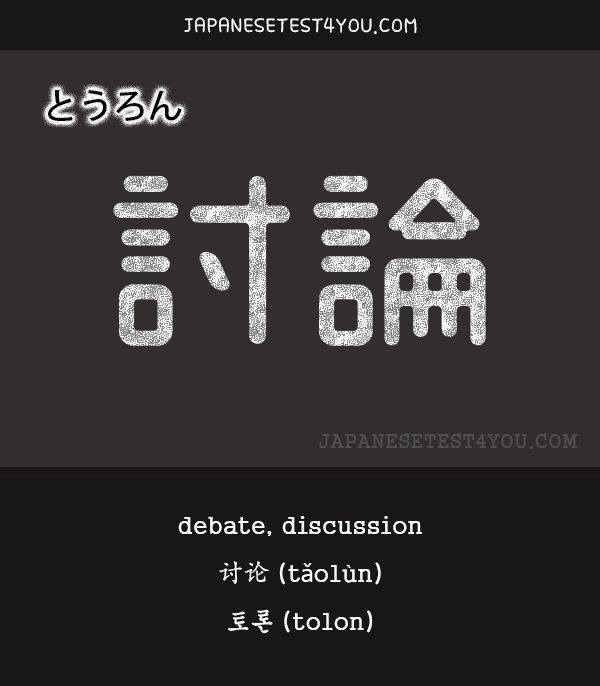 JAPANESETEST4YOU.COM
とうろん
討論
JAPANESETEST4YOU.COM
debate, discussion
讨论 (tǎolùn)
토론 (tolon)